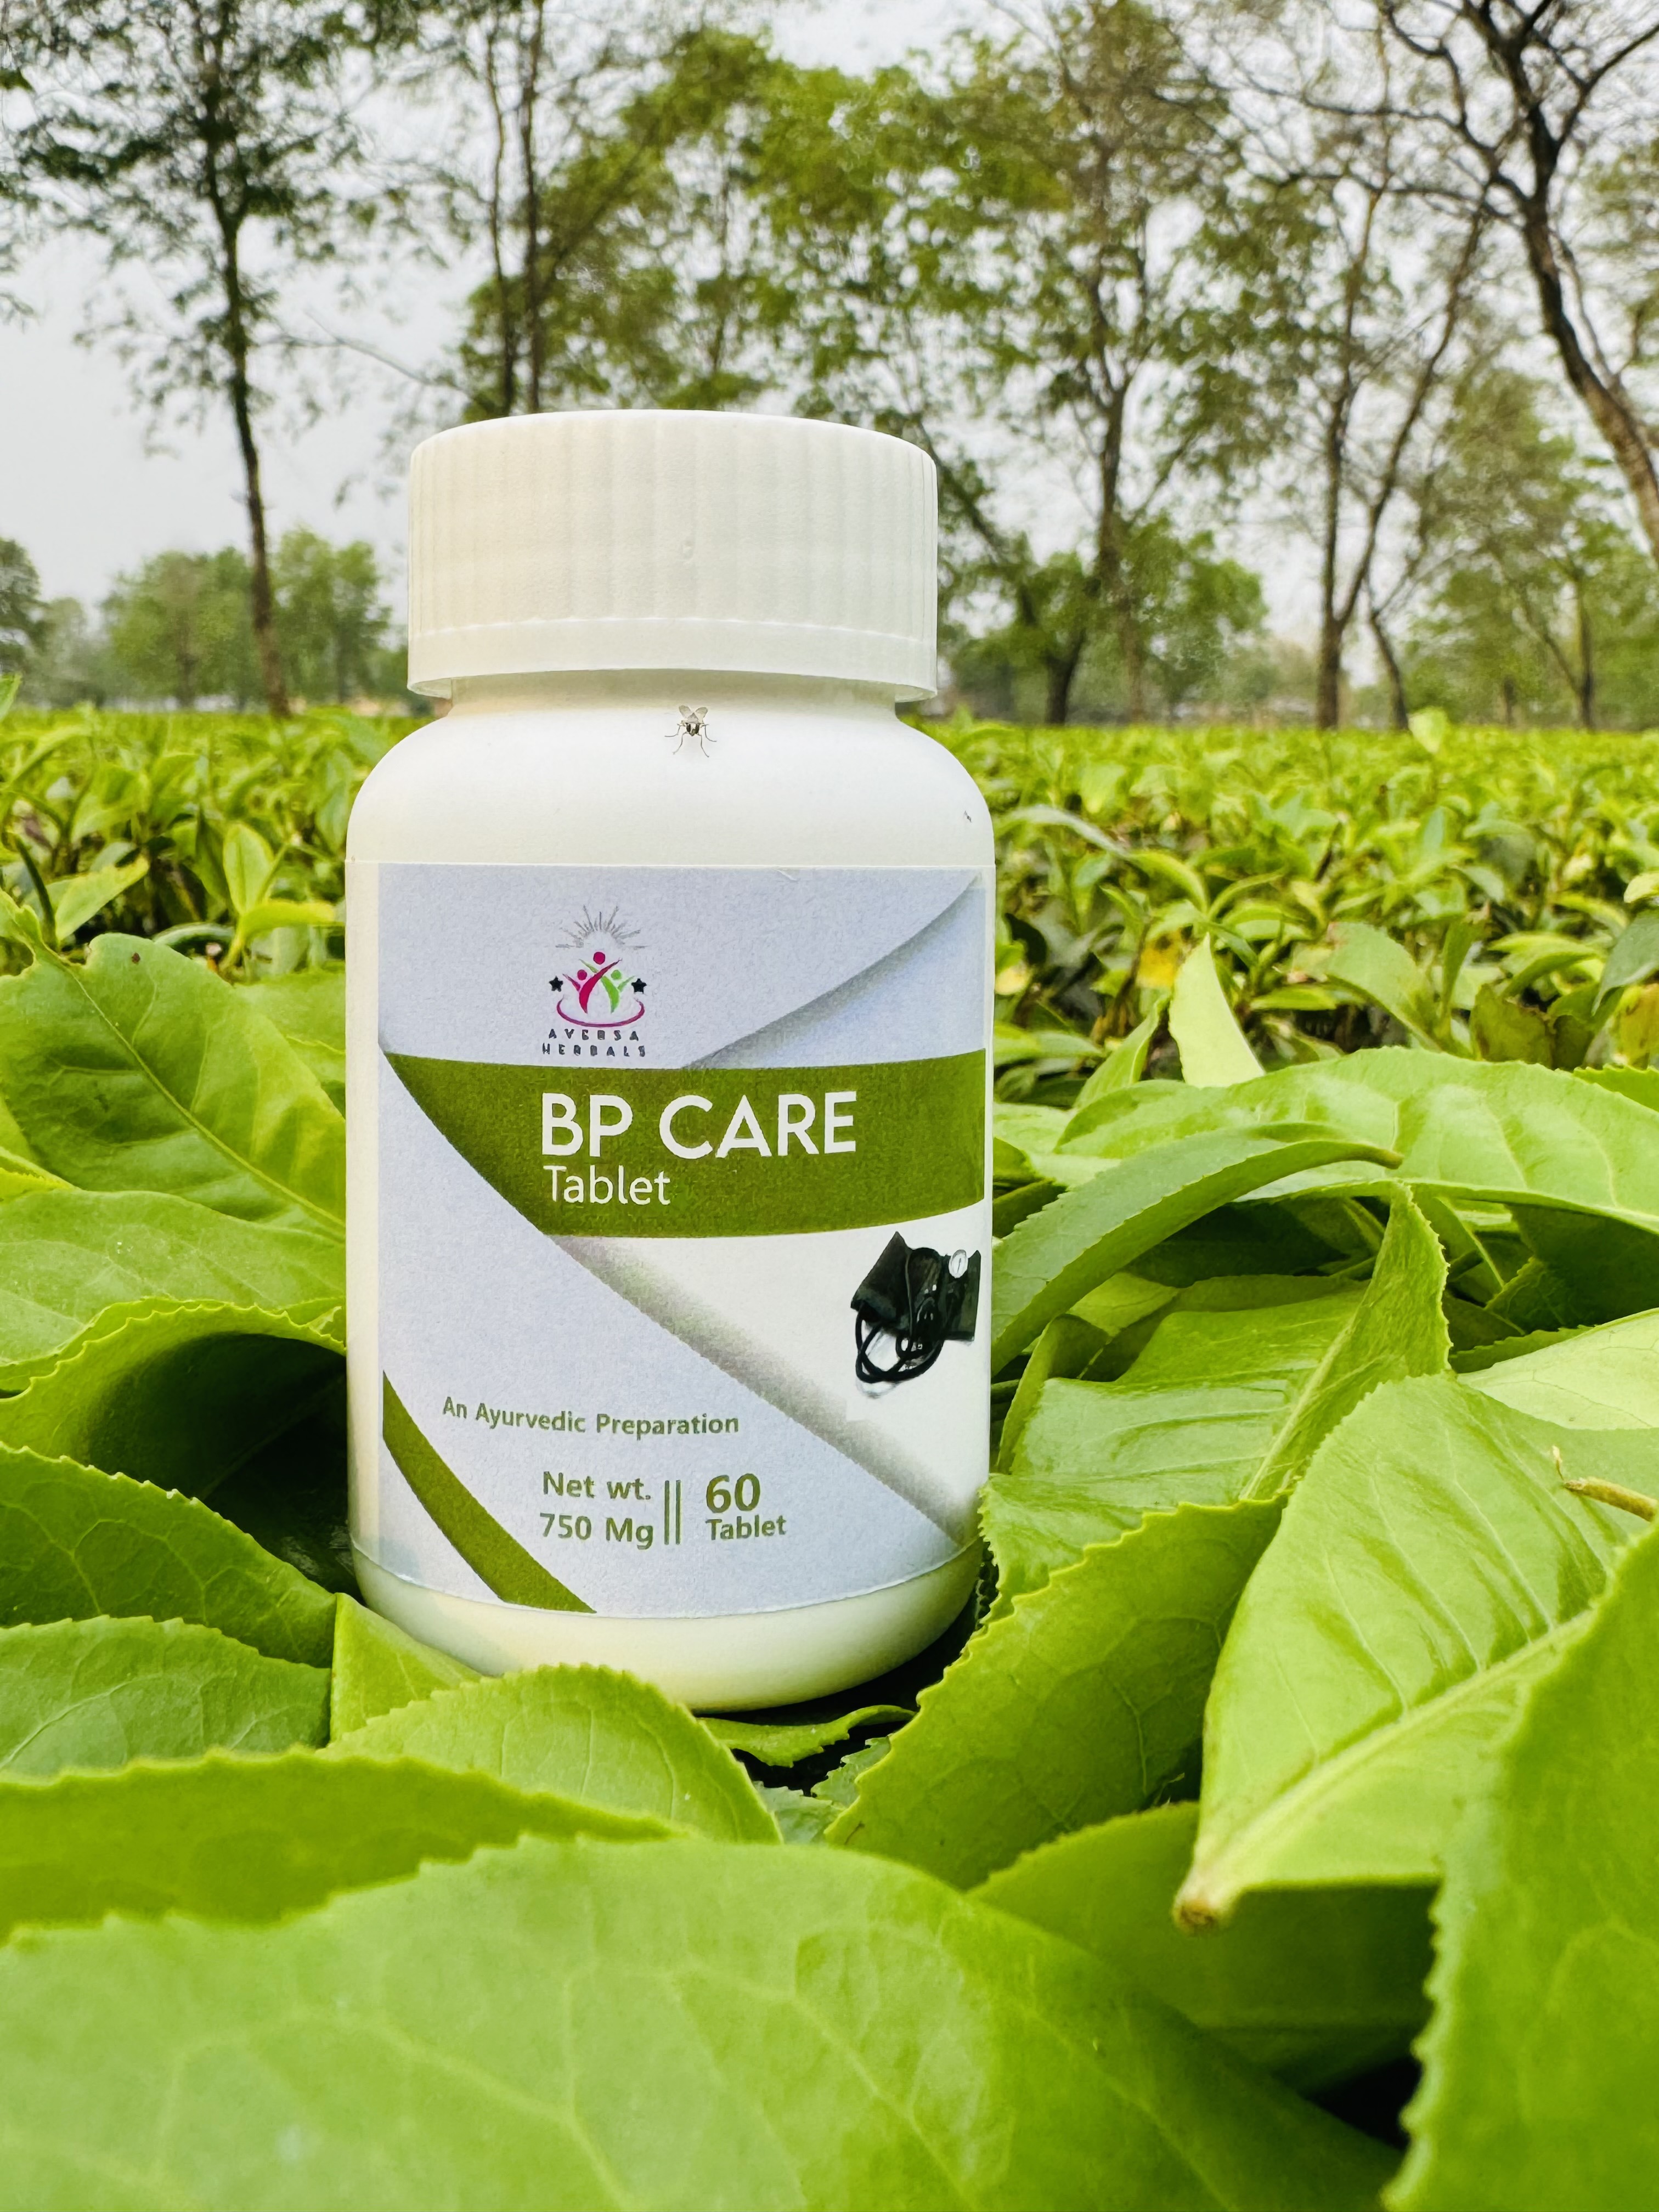 AVERSA
HERBALS
BP CARE
Tablet
An Ayurvedic Preparation
Net wt.
750 Mg
60
Tablet